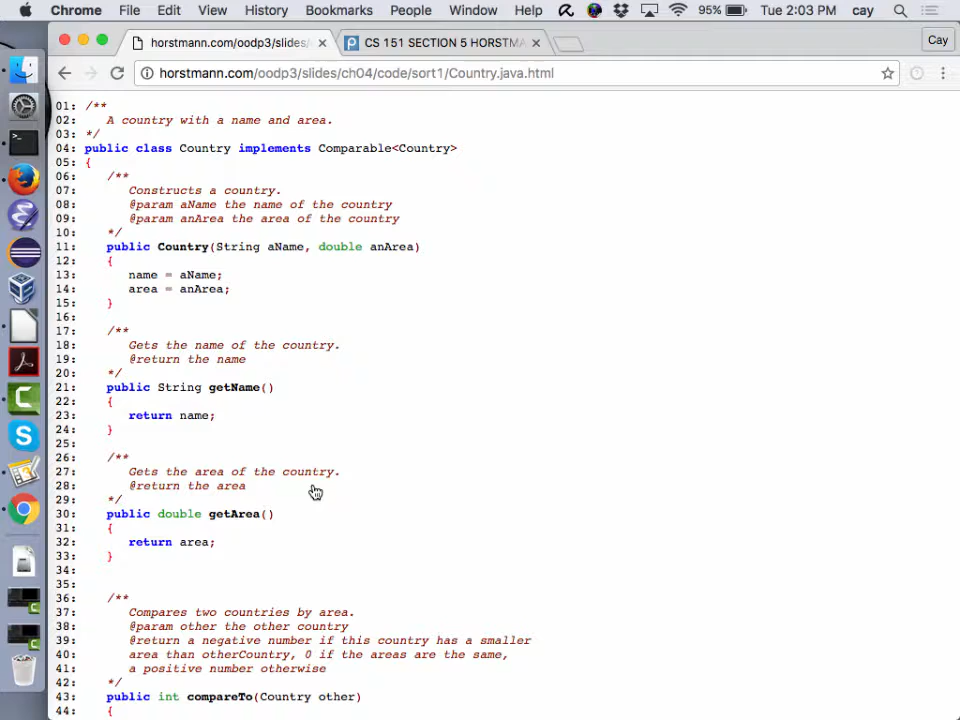 Chrome File Edit View History Bookmarks People Window Help 95% Tue 2:03 PM cay
horstmann.com/oodp3/slides/ CS 151 SECTION 5 HORSTMA Cay
horstmann.com/oodp3/slides/ch04/code/sort1/Country.java.html
01: /**
02: A country with a name and area.
03: */
04: public class Country implements Comparable<Country>
05: {
06: /**
07: Constructs a country.
08: @param aName the name of the country
09: @param anArea the area of the country
10: */
11: public Country(String aName, double anArea)
12: {
13: name = aName;
14: area = anArea;
15: }
16:
17: /**
18: Gets the name of the country.
19: @return the name
20: */
21: public String getName()
22: {
23: return name;
24: }
25:
26: /**
27: Gets the area of the country.
28: @return the area
29: */
30: public double getArea()
31: {
32: return area;
33: }
34:
35:
36: /**
37: Compares two countries by area.
38: @param other the other country
39: @return a negative number if this country has a smaller
40: area than otherCountry, 0 if the areas are the same,
41: a positive number otherwise
42: */
43: public int compareTo(Country other)
44: {